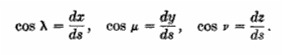 cos λ = dx/ds, cos μ = dy/ds, cos ν = dz/ds.